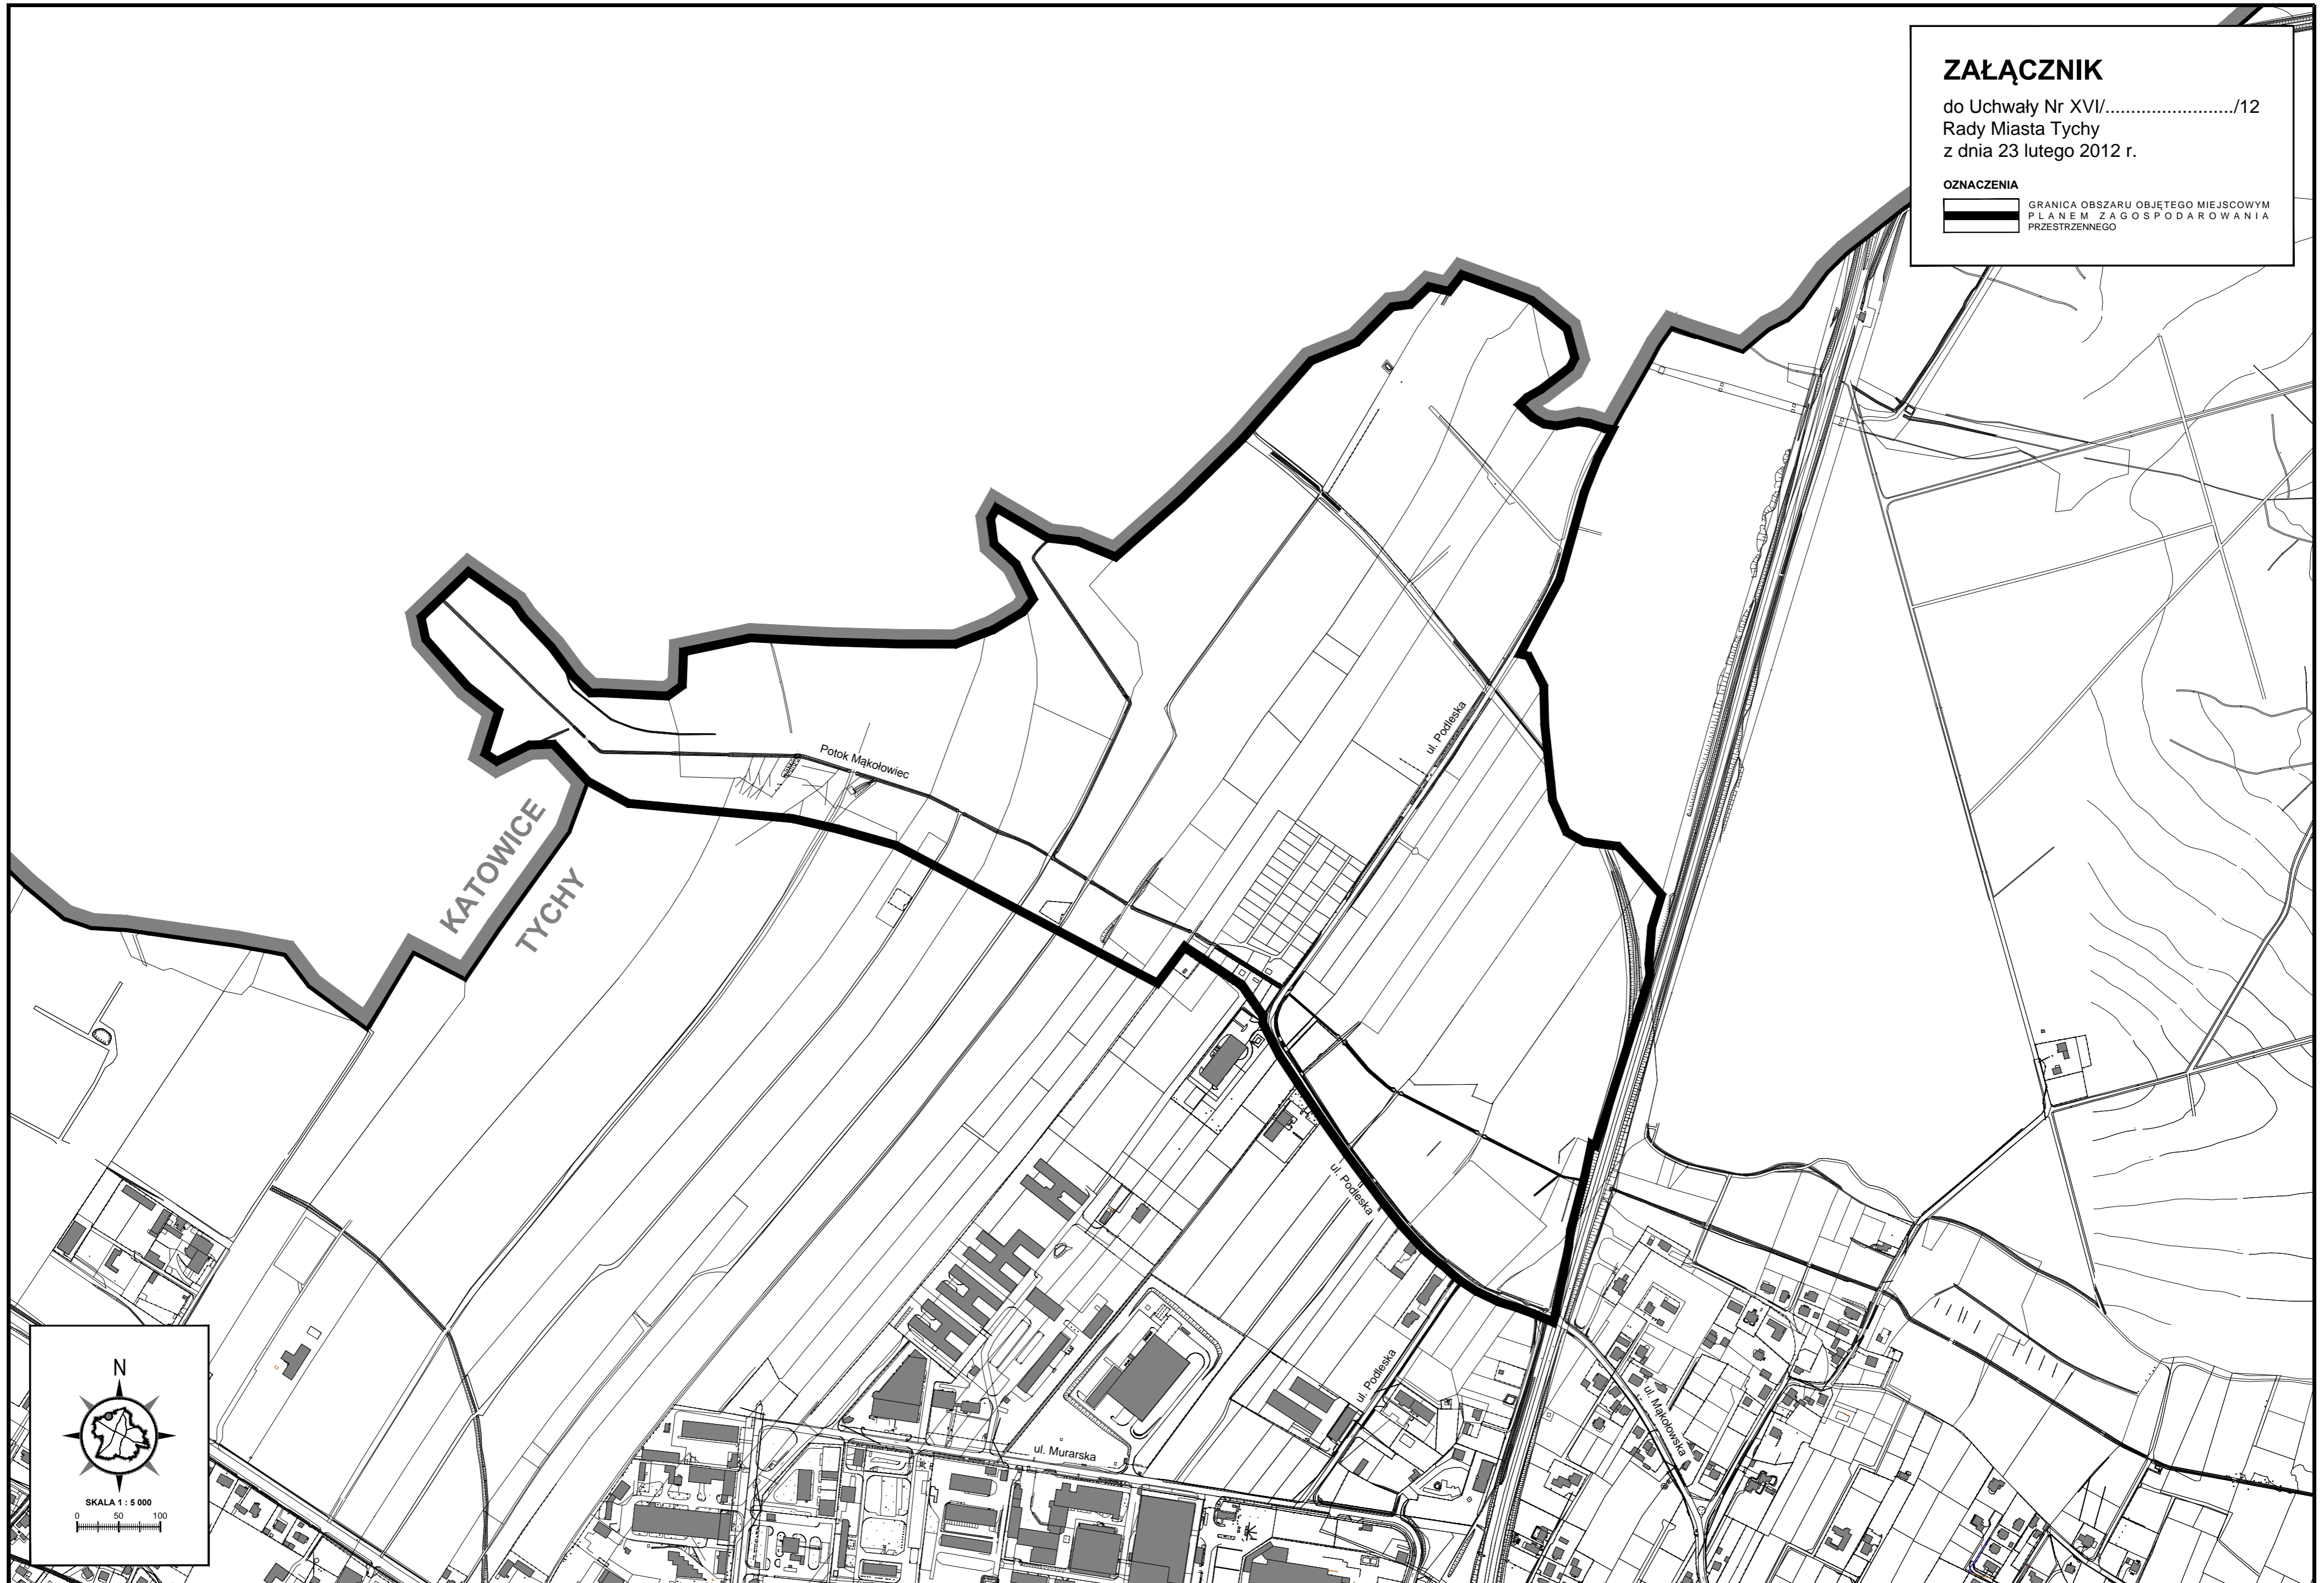 ZAŁĄCZNIK
do Uchwały Nr XVI/........................./12
Rady Miasta Tychy
z dnia 23 lutego 2012 r.
OZNACZENIA
GRANICA OBSZARU OBJĘTEGO MIEJSCOWYM
PLANEM ZAGOSPODAROWANIA
PRZESTRZENNEGO
ul. Podleska
Potok Mąkołowiec
KATOWICE
TYCHY
ul. Podleska
ul. Podleska
ul. Mąkołowska
ul. Murarska
N
SKALA 1 : 5 000
0 50 100